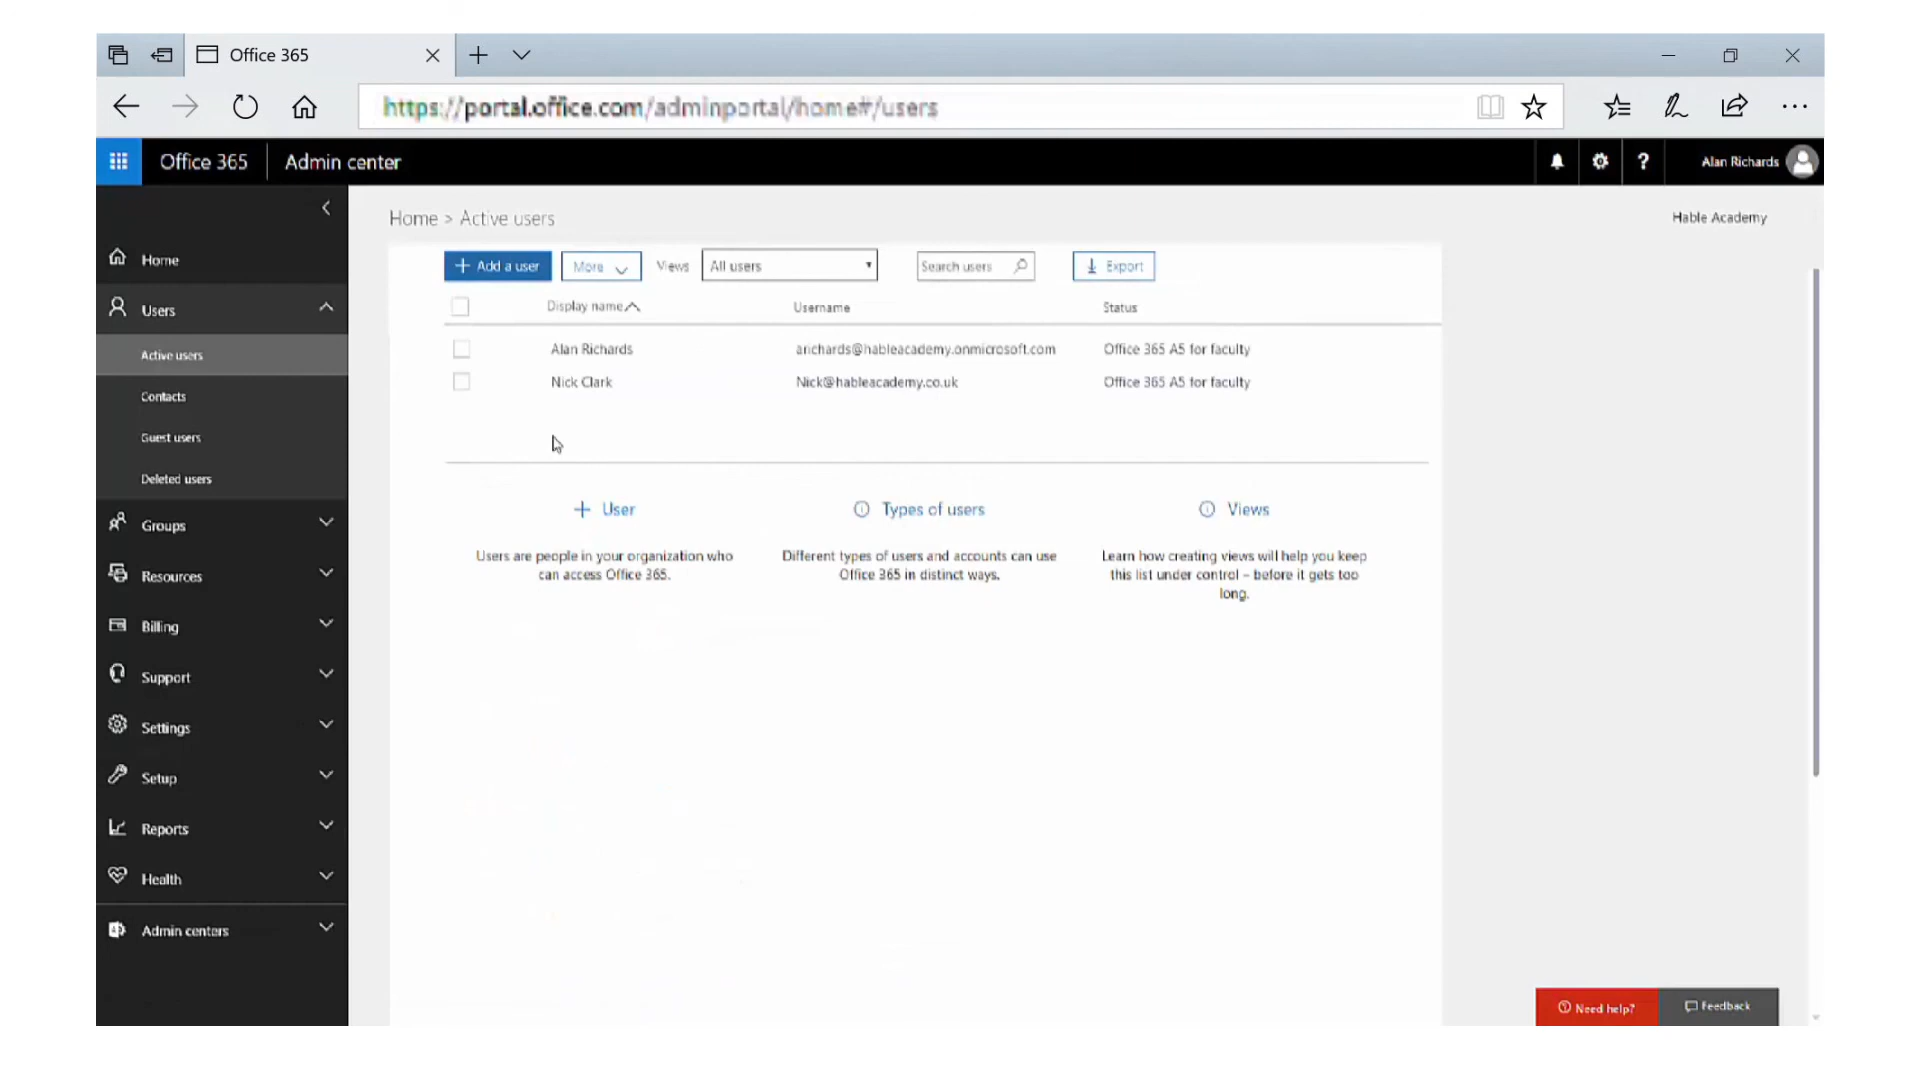 Office 365
https://portal.office.com/adminportal/home#/users
Office 365 Admin center
? Alan Richards
Home > Active users
Hable Academy
Home
Users
Active users
Contacts
Guest users
Deleted users
Groups
Resources
Billing
Support
Settings
Setup
Reports
Health
Admin centers
+ Add a user More Views All users Search users Export
Display name Username Status
Alan Richards arichards@hableacademy.onmicrosoft.com Office 365 A5 for faculty
Nick Clark Nick@hableacademy.co.uk Office 365 A5 for faculty
+ User
Users are people in your organization who
can access Office 365.
Types of users
Different types of users and accounts can use
Office 365 in distinct ways.
Views
Learn how creating views will help you keep
this list under control – before it gets too
long.
Need help? Feedback